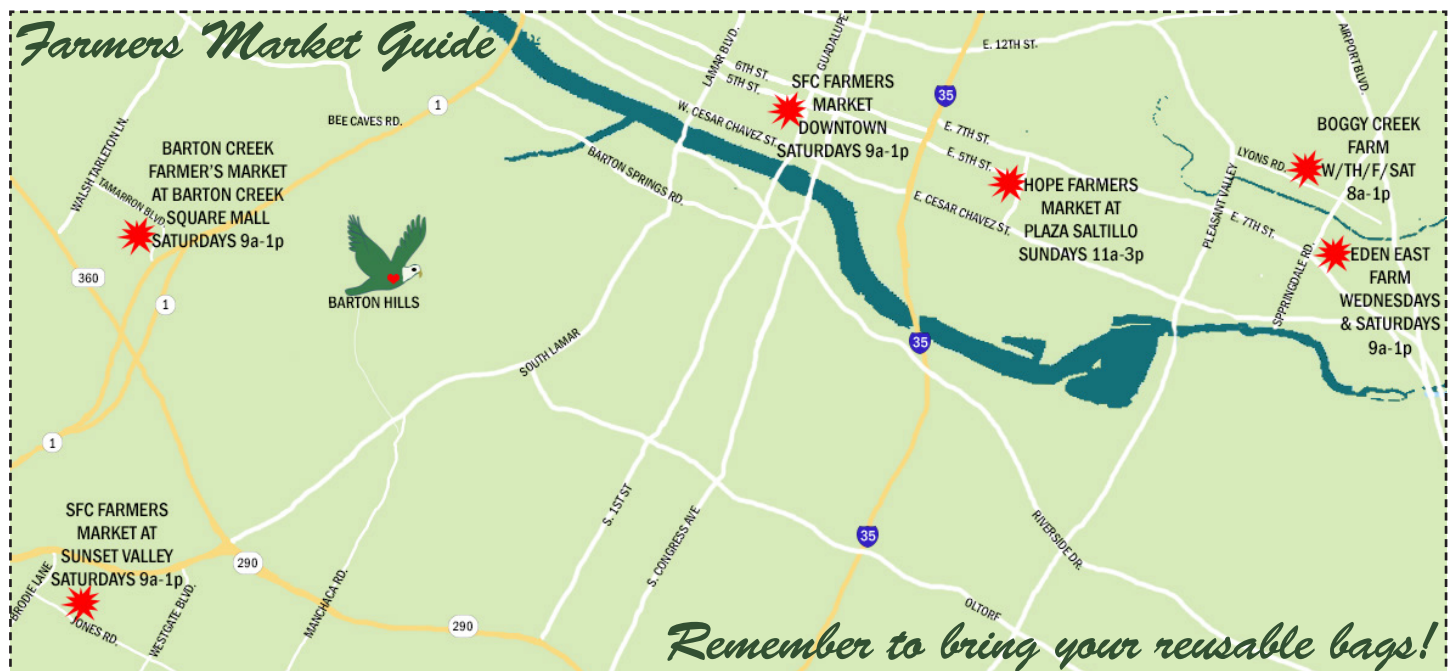 Farmers Market Guide
LAMAR BLVD.
GUADALUPE
6TH ST.
5TH ST.
E. 12TH ST.
AIRPORT BLVD.
1
BEE CAVES RD.
WALSH TARLETON LN.
TAMARRON BLVD.
BARTON CREEK
FARMER'S MARKET
AT BARTON CREEK
SQUARE MALL
SATURDAYS 9a-1p
SFC FARMERS
MARKET
DOWNTOWN
SATURDAYS 9a-1p
W. CESAR CHAVEZ ST.
BARTON SPRINGS RD.
35
E. 7TH ST.
E. 5TH ST.
E. CESAR CHAVEZ ST.
HOPE FARMERS
MARKET AT
PLAZA SALTILLO
SUNDAYS 11a-3p
BOGGY CREEK
FARM
W/TH/F/SAT
8a-1p
LYONS RD.
PLEASANT VALLEY
E. 7TH ST.
SPPRINGDALE RD.
EDEN EAST
FARM
WEDNESDAYS
& SATURDAYS
9a-1p
360
1
BARTON HILLS
35
SOUTH LAMAR
1
SFC FARMERS
MARKET AT
SUNSET VALLEY
SATURDAYS 9a-1p
BRODIE LANE
JONES RD.
WESTGATE BLVD.
290
MANCHACA RD.
290
S. 1ST ST
S. CONGRESS AVE
35
RIVERSIDE DR.
OLTORF
Remember to bring your reusable bags!